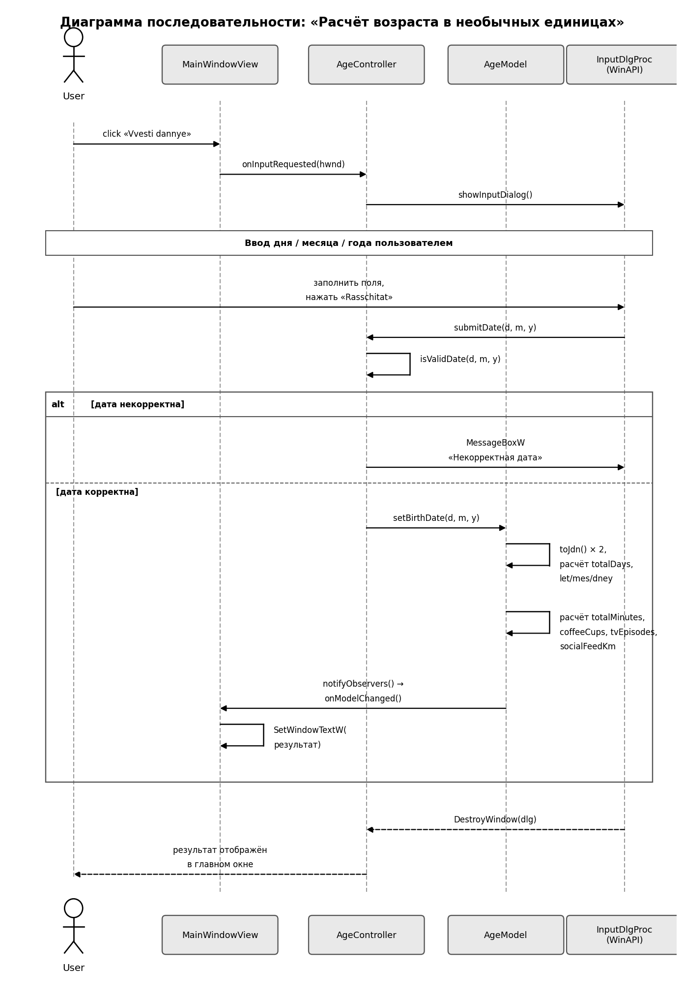 Диаграмма последовательности: «Расчёт возраста в необычных единицах»
User
MainWindowView
AgeController
AgeModel
InputDlgProc
(WinAPI)
click «Vvesti dannye»
onInputRequested(hwnd)
showInputDialog()
Ввод дня / месяца / года пользователем
заполнить поля,
нажать «Rasschitat»
submitDate(d, m, y)
isValidDate(d, m, y)
alt
[дата некорректна]
MessageBoxW
«Некорректная дата»
[дата корректна]
setBirthDate(d, m, y)
toJdn() × 2,
расчёт totalDays,
let/mes/dney
расчёт totalMinutes,
coffeeCups, tvEpisodes,
socialFeedKm
notifyObservers() →
onModelChanged()
SetWindowTextW(
результат)
DestroyWindow(dlg)
результат отображён
в главном окне
User
MainWindowView
AgeController
AgeModel
InputDlgProc
(WinAPI)